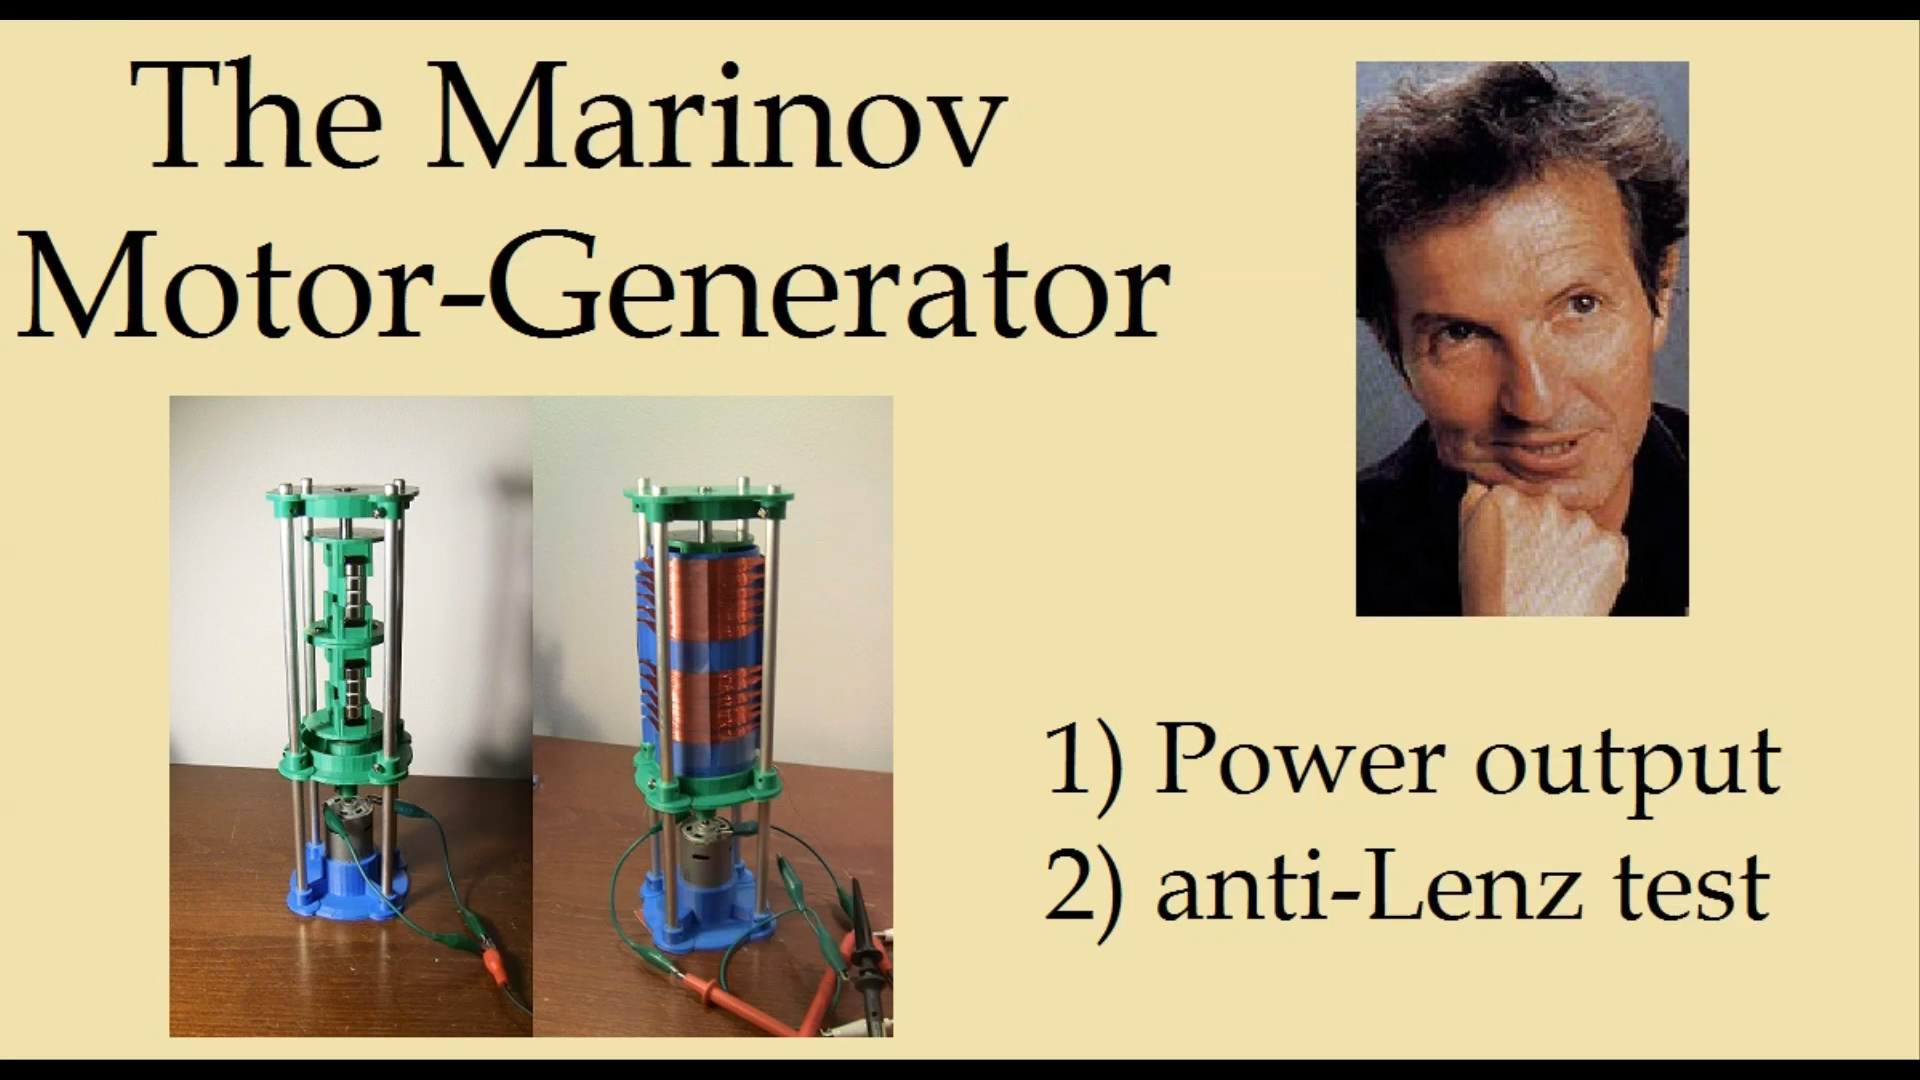 The Marinov
Motor-Generator
1) Power output
2) anti-Lenz test